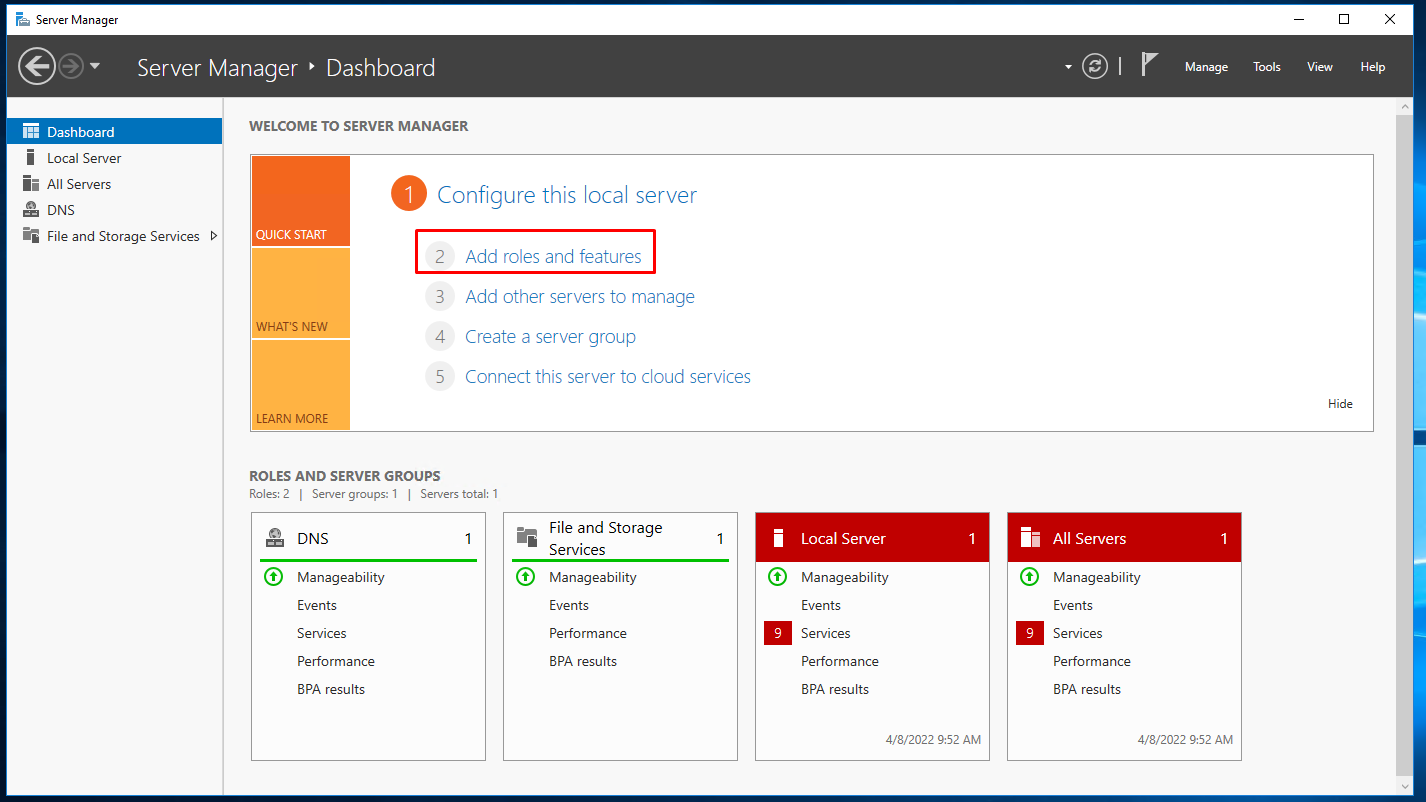 Server Manager
Server Manager ‣ Dashboard
Manage
Tools
View
Help
Dashboard
Local Server
All Servers
DNS
File and Storage Services
WELCOME TO SERVER MANAGER
QUICK START
WHAT'S NEW
LEARN MORE
1 Configure this local server
2 Add roles and features
3 Add other servers to manage
4 Create a server group
5 Connect this server to cloud services
Hide
ROLES AND SERVER GROUPS
Roles: 2 | Server groups: 1 | Servers total: 1
DNS 1
Manageability
Events
Services
Performance
BPA results
File and Storage
Services 1
Manageability
Events
Performance
BPA results
Local Server 1
Manageability
Events
9 Services
Performance
BPA results
4/8/2022 9:52 AM
All Servers 1
Manageability
Events
9 Services
Performance
BPA results
4/8/2022 9:52 AM